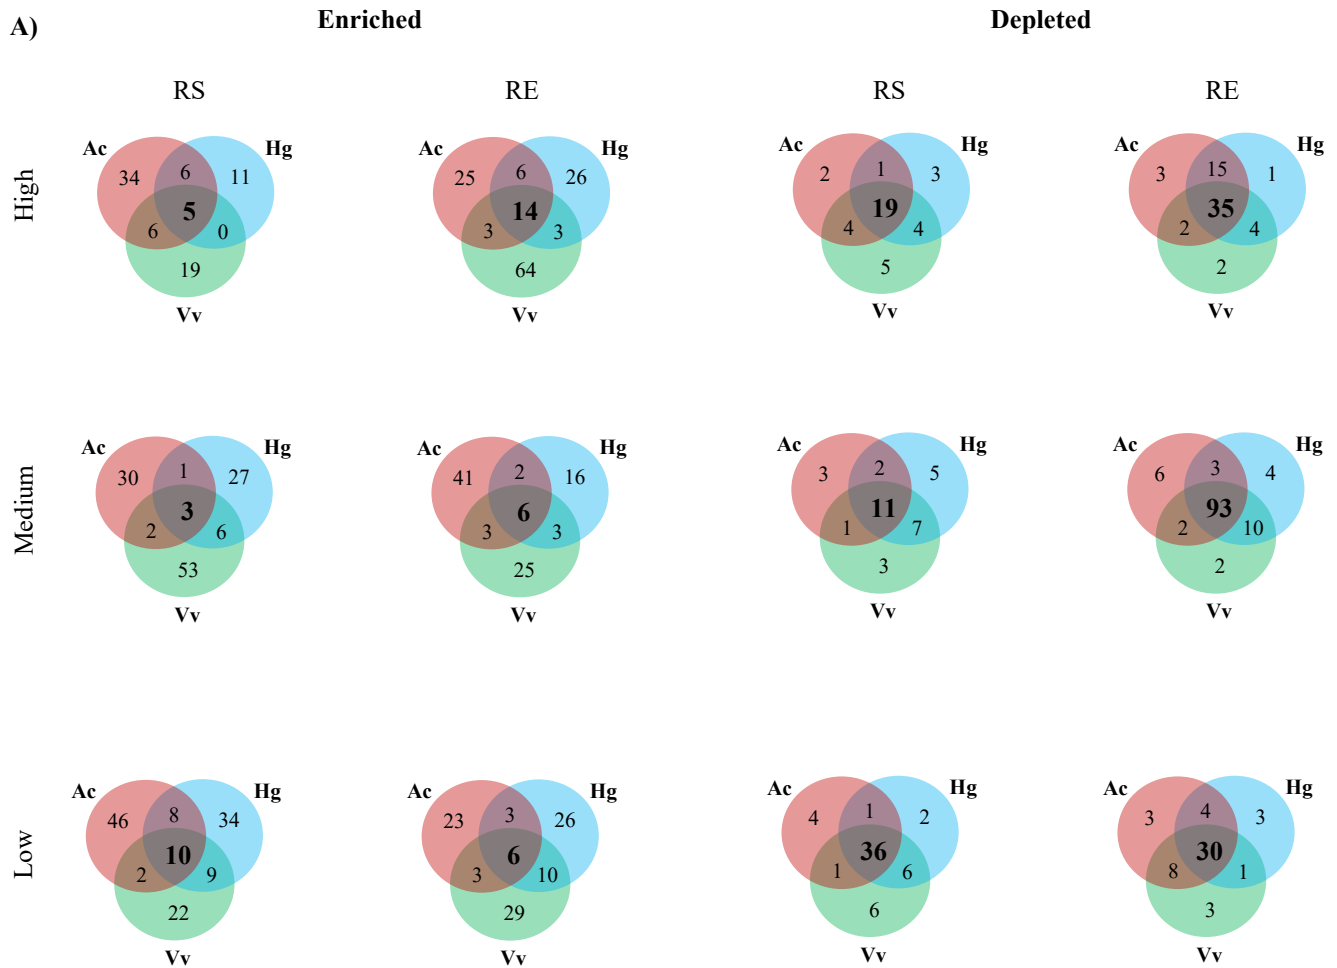 A)
Enriched
Depleted
RS
RE
RS
RE
High
Ac
Hg
34
6
11
5
6
0
19
Vv
Ac
Hg
25
6
26
14
3
3
64
Vv
Ac
Hg
2
1
3
19
4
4
5
Vv
Ac
Hg
3
15
1
35
2
4
2
Vv
Medium
Ac
Hg
30
1
27
3
2
6
53
Vv
Ac
Hg
41
2
16
6
3
3
25
Vv
Ac
Hg
3
2
5
11
1
7
3
Vv
Ac
Hg
6
3
4
93
2
10
2
Vv
Low
Ac
Hg
46
8
34
10
2
9
22
Vv
Ac
Hg
23
3
26
6
3
10
29
Vv
Ac
Hg
4
1
2
36
1
6
6
Vv
Ac
Hg
3
4
3
30
8
1
3
Vv